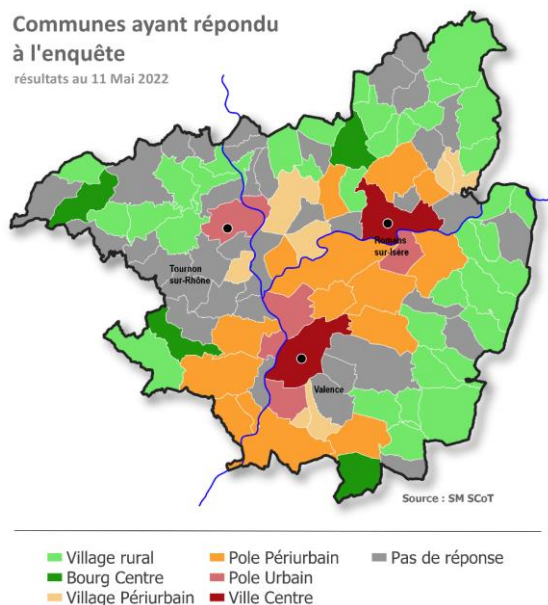 Communes ayant répondu
à l'enquête
résultats au 11 Mai 2022
Romans
sur-Isère
Tournon
sur-Rhône
Valence
Source : SM SCoT
Village rural
Pole Périurbain
Pas de réponse
Bourg Centre
Pole Urbain
Village Périurbain
Ville Centre